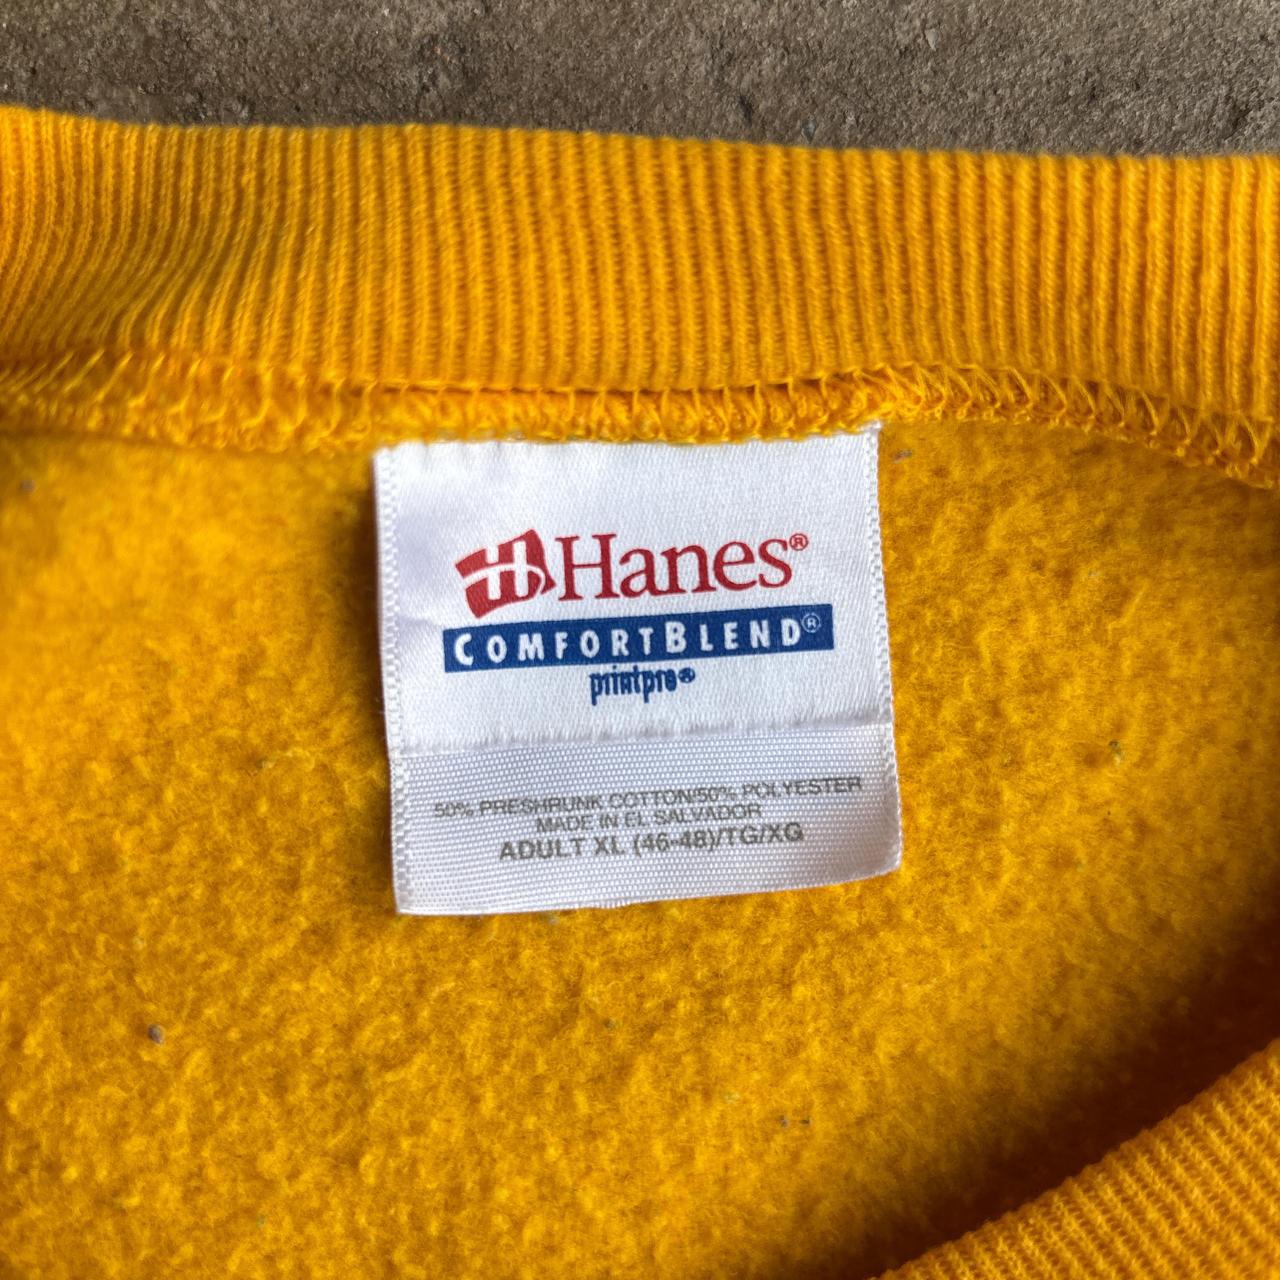 Hanes®
COMFORTBLEND®
printpro®
50% PRESHRUNK COTTON/50% POLYESTER
MADE IN EL SALVADOR
ADULT XL (46-48)/TG/XG